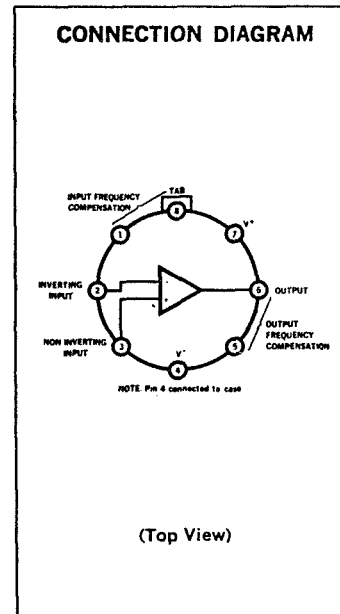 CONNECTION DIAGRAM
TAB
INPUT FREQUENCY
COMPENSATION
8
1
7
V+
INVERTING
INPUT
2
-
6
OUTPUT
+
NON INVERTING
INPUT
3
V-
4
5
OUTPUT
FREQUENCY
COMPENSATION
NOTE: Pin 4 connected to case
(Top View)